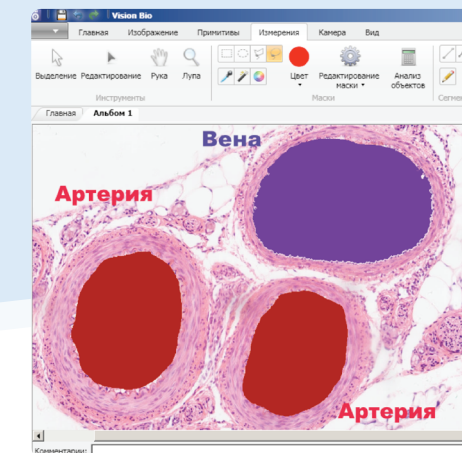 Vision Bio
Главная Изображение Примитивы Измерения Камера Вид
Выделение Редактирование Рука Лупа Цвет Редактирование маски Анализ объектов
Инструменты Маски Сегмен
Главная Альбом 1
Вена
Артерия
Артерия
Комментарии: